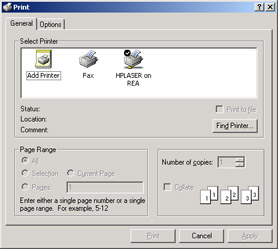 Print
General Options
Select Printer
Add Printer Fax HPLASER on REA
Status:
Location:
Comment:
Print to file
Find Printer...
Page Range
All
Selection Current Page
Pages 1
Enter either a single page number or a single
page range. For example, 5-12
Number of copies: 1
Collate
1 1 2 2 3 3
Print Cancel Apply